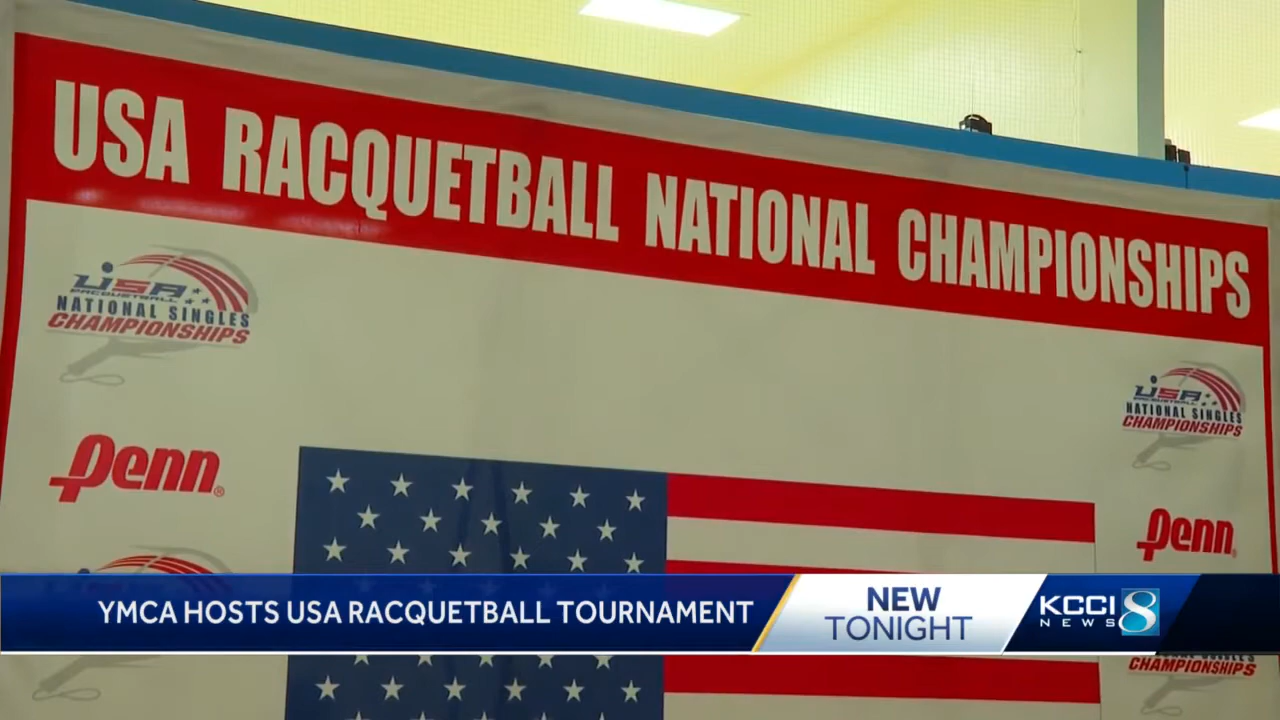 USA RACQUETBALL NATIONAL CHAMPIONSHIPS
USA
RACQUETBALL
NATIONAL SINGLES
CHAMPIONSHIPS
USA
RACQUETBALL
NATIONAL SINGLES
CHAMPIONSHIPS
Penn®
Penn
YMCA HOSTS USA RACQUETBALL TOURNAMENT
NEW
TONIGHT
KCCI
NEWS
8
CHAMPIONSHIPS